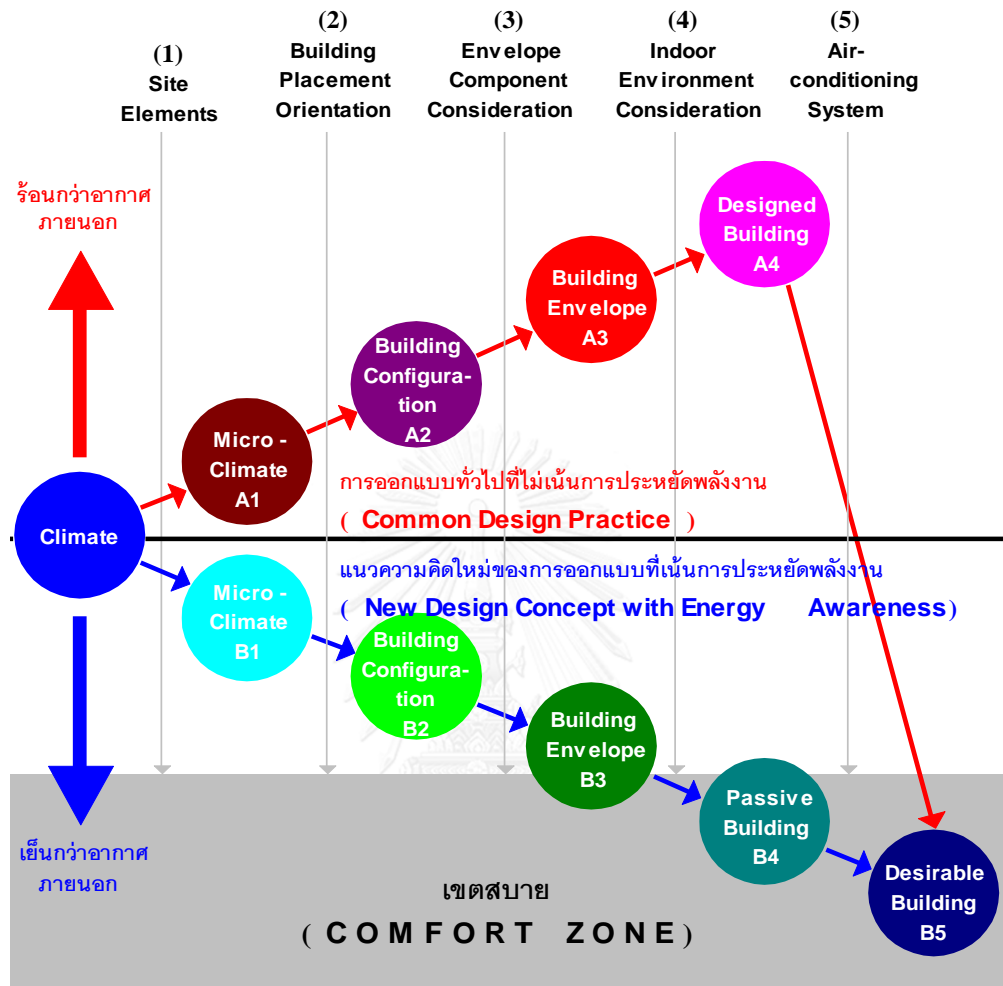 (1)
Site
Elements
(2)
Building
Placement
Orientation
(3)
Envelope
Component
Consideration
(4)
Indoor
Environment
Consideration
(5)
Air-
conditioning
System
ร้อนกว่าอากาศ
ภายนอก
Designed
Building
A4
Building
Envelope
A3
Building
Configura-
tion
A2
Micro -
Climate
A1
การออกแบบทั่วไปที่ไม่เน้นการประหยัดพลังงาน
( Common Design Practice )
Climate
แนวความคิดใหม่ของการออกแบบที่เน้นการประหยัดพลังงาน
( New Design Concept with Energy Awareness)
Micro -
Climate
B1
Building
Configura-
tion
B2
Building
Envelope
B3
Passive
Building
B4
Desirable
Building
B5
เย็นกว่าอากาศ
ภายนอก
เขตสบาย
( COMFORT ZONE )